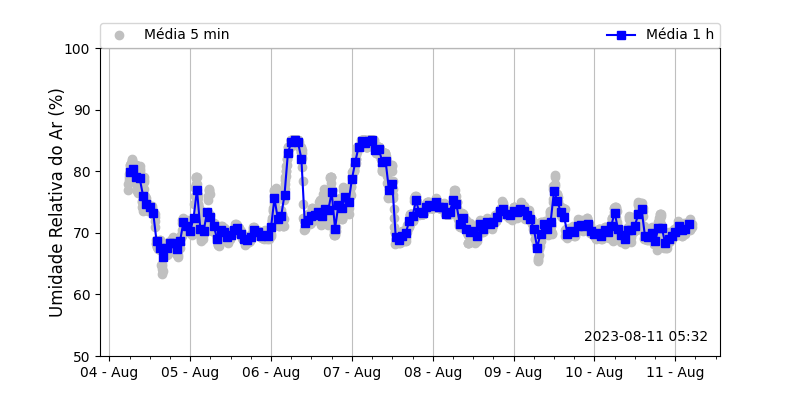 Média 5 min
Média 1 h
Umidade Relativa do Ar (%)
100
90
80
70
60
50
2023-08-11 05:32
04 - Aug
05 - Aug
06 - Aug
07 - Aug
08 - Aug
09 - Aug
10 - Aug
11 - Aug